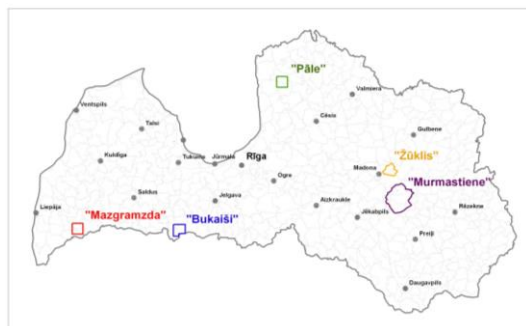 "Pāle"
Valmiera
Ventspils
Talsi
Cēsis
Gulbene
Kuldīga
Tukums
Jūrmala
Rīga
"Žūklis"
Madona
Ogre
"Murmastiene"
Saldus
Jelgava
Aizkraukle
Liepāja
"Mazgramzda"
"Bukaiši"
Jēkabpils
Rēzekne
Preiļi
Daugavpils